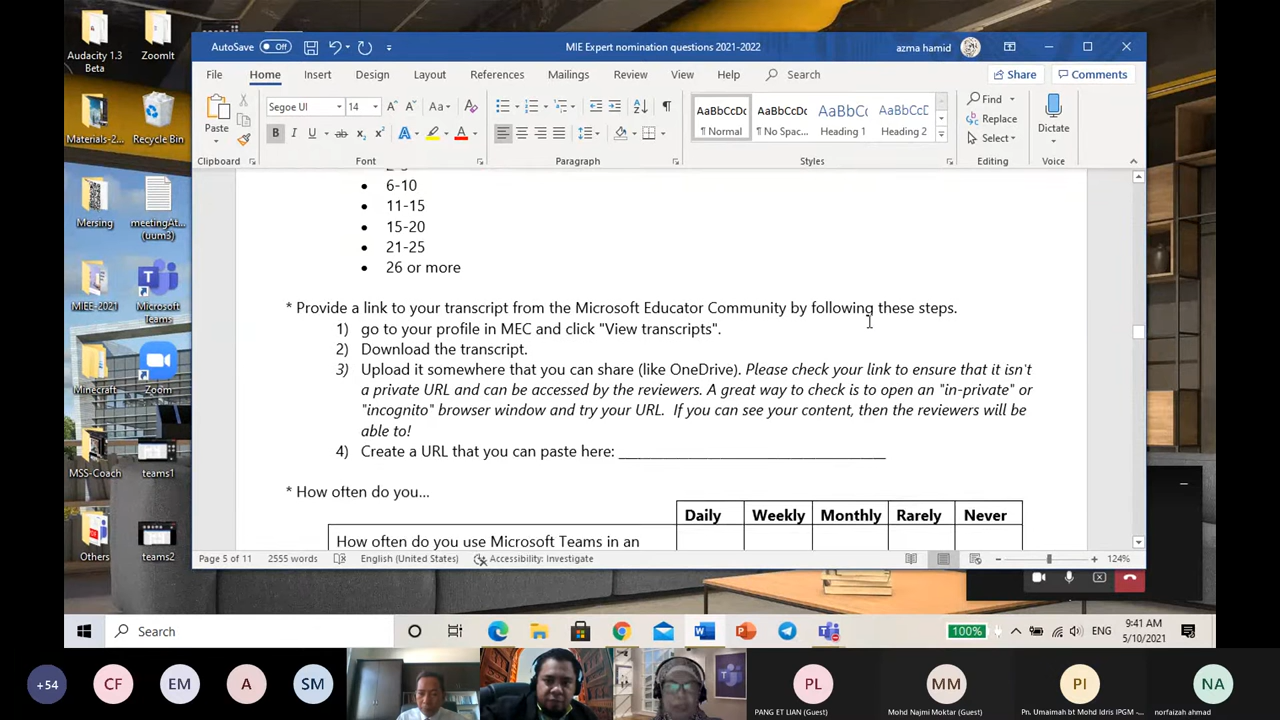 AutoSave Off
MIE Expert nomination questions 2021-2022
azma hamid
File Home Insert Design Layout References Mailings Review View Help Search Share Comments
Paste
Segoe UI 14
Find
Replace
Select
AaBbCcDc AaBbCcDc AaBbC AaBbCcD
¶ Normal ¶ No Spac... Heading 1 Heading 2
Dictate
Clipboard Font Paragraph Styles Editing Voice
Audacity 1.3 Beta
ZoomIt
Materials-2...
Recycle Bin
Mersing
meetingAt... (uum3)
MIEE-2021
Microsoft Teams
Minecraft
Zoom
MSS-Coach
teams1
Others
teams2
• 6-10
• 11-15
• 15-20
• 21-25
• 26 or more
* Provide a link to your transcript from the Microsoft Educator Community by following these steps.
1) go to your profile in MEC and click "View transcripts".
2) Download the transcript.
3) Upload it somewhere that you can share (like OneDrive). Please check your link to ensure that it isn't
a private URL and can be accessed by the reviewers. A great way to check is to open an "in-private" or
"incognito" browser window and try your URL. If you can see your content, then the reviewers will be
able to!
4) Create a URL that you can paste here: ______________________________
* How often do you...
Daily Weekly Monthly Rarely Never
How often do you use Microsoft Teams in an
Page 5 of 11 2555 words English (United States) Accessibility: Investigate 124%
Search
100%
ENG
9:41 AM
5/10/2021
+54 CF EM A SM PL MM PI NA
PANG ET LIAN (Guest)
Mohd Najmi Moktar (Guest)
Pn. Umaimah bt Mohd Idris IPGM -...
norfaizah ahmad